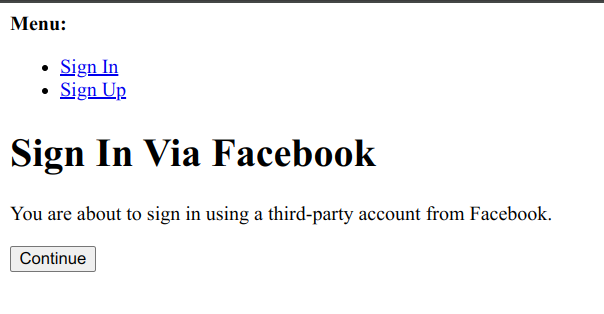 Menu:
Sign In
Sign Up
Sign In Via Facebook
You are about to sign in using a third-party account from Facebook.
Continue